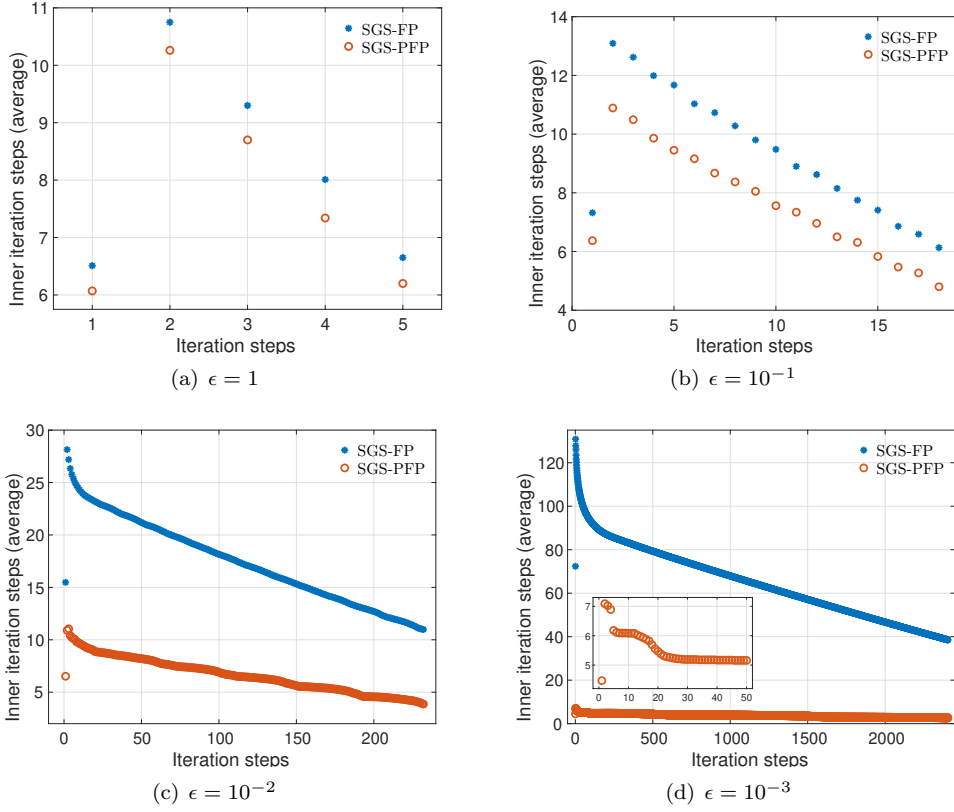 11
10
9
8
7
6
1 2 3 4 5
Inner iteration steps (average)
Iteration steps
SGS-FP
SGS-PFP
(a) ϵ = 1
14
12
10
8
6
4
0 5 10 15
Inner iteration steps (average)
Iteration steps
SGS-FP
SGS-PFP
(b) ϵ = 10⁻¹
30
25
20
15
10
5
0 50 100 150 200
Inner iteration steps (average)
Iteration steps
SGS-FP
SGS-PFP
(c) ϵ = 10⁻²
120
100
80
60
40
20
0
0 500 1000 1500 2000
Inner iteration steps (average)
Iteration steps
SGS-FP
SGS-PFP
7
6
5
0 10 20 30 40 50
(d) ϵ = 10⁻³